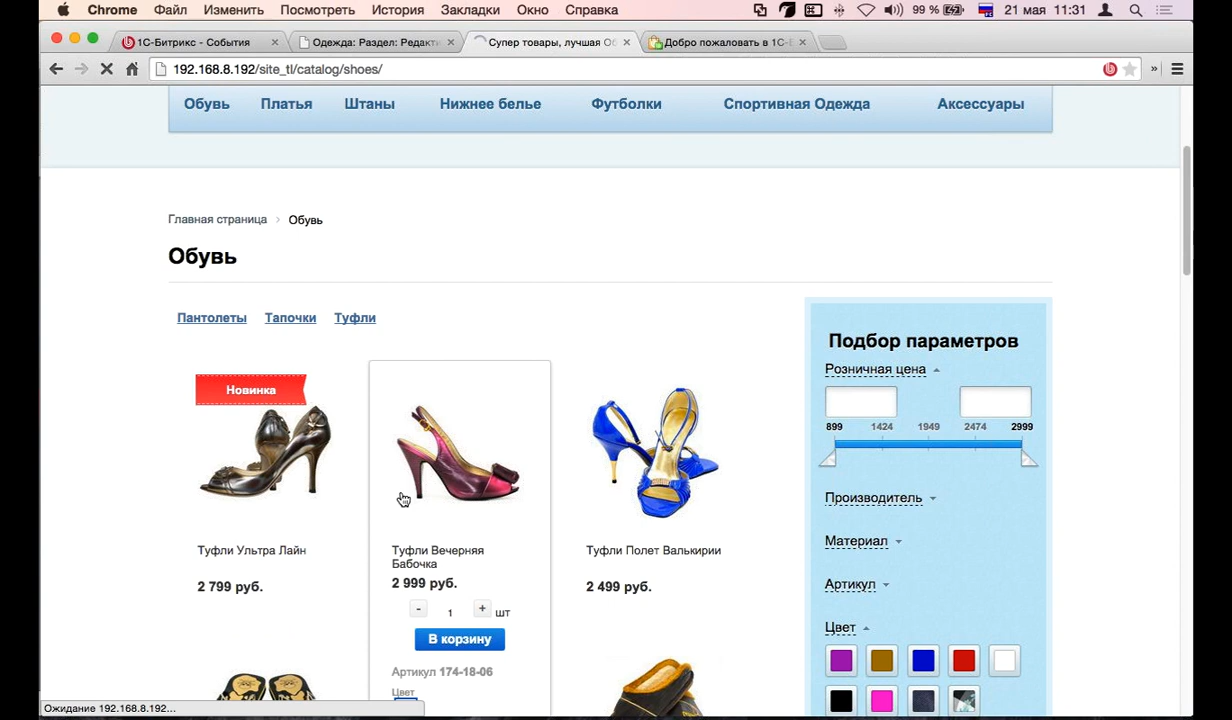 Chrome Файл Изменить Посмотреть История Закладки Окно Справка 99 % 21 мая 11:31
1С-Битрикс - События Одежда: Раздел: Редакти Супер товары, лучшая Об Добро пожаловать в 1С-Б
192.168.8.192/site_tl/catalog/shoes/
Обувь Платья Штаны Нижнее белье Футболки Спортивная Одежда Аксессуары
Главная страница Обувь
Обувь
Пантолеты Тапочки Туфли
Подбор параметров
Розничная цена
899 1424 1949 2474 2999
Новинка
Производитель
Материал
Туфли Ультра Лайн
2 799 руб.
Туфли Вечерняя
Бабочка
2 999 руб.
- 1 + шт
В корзину
Артикул 174-18-06
Цвет
Туфли Полет Валькирии
2 499 руб.
Артикул
Цвет
Ожидание 192.168.8.192...